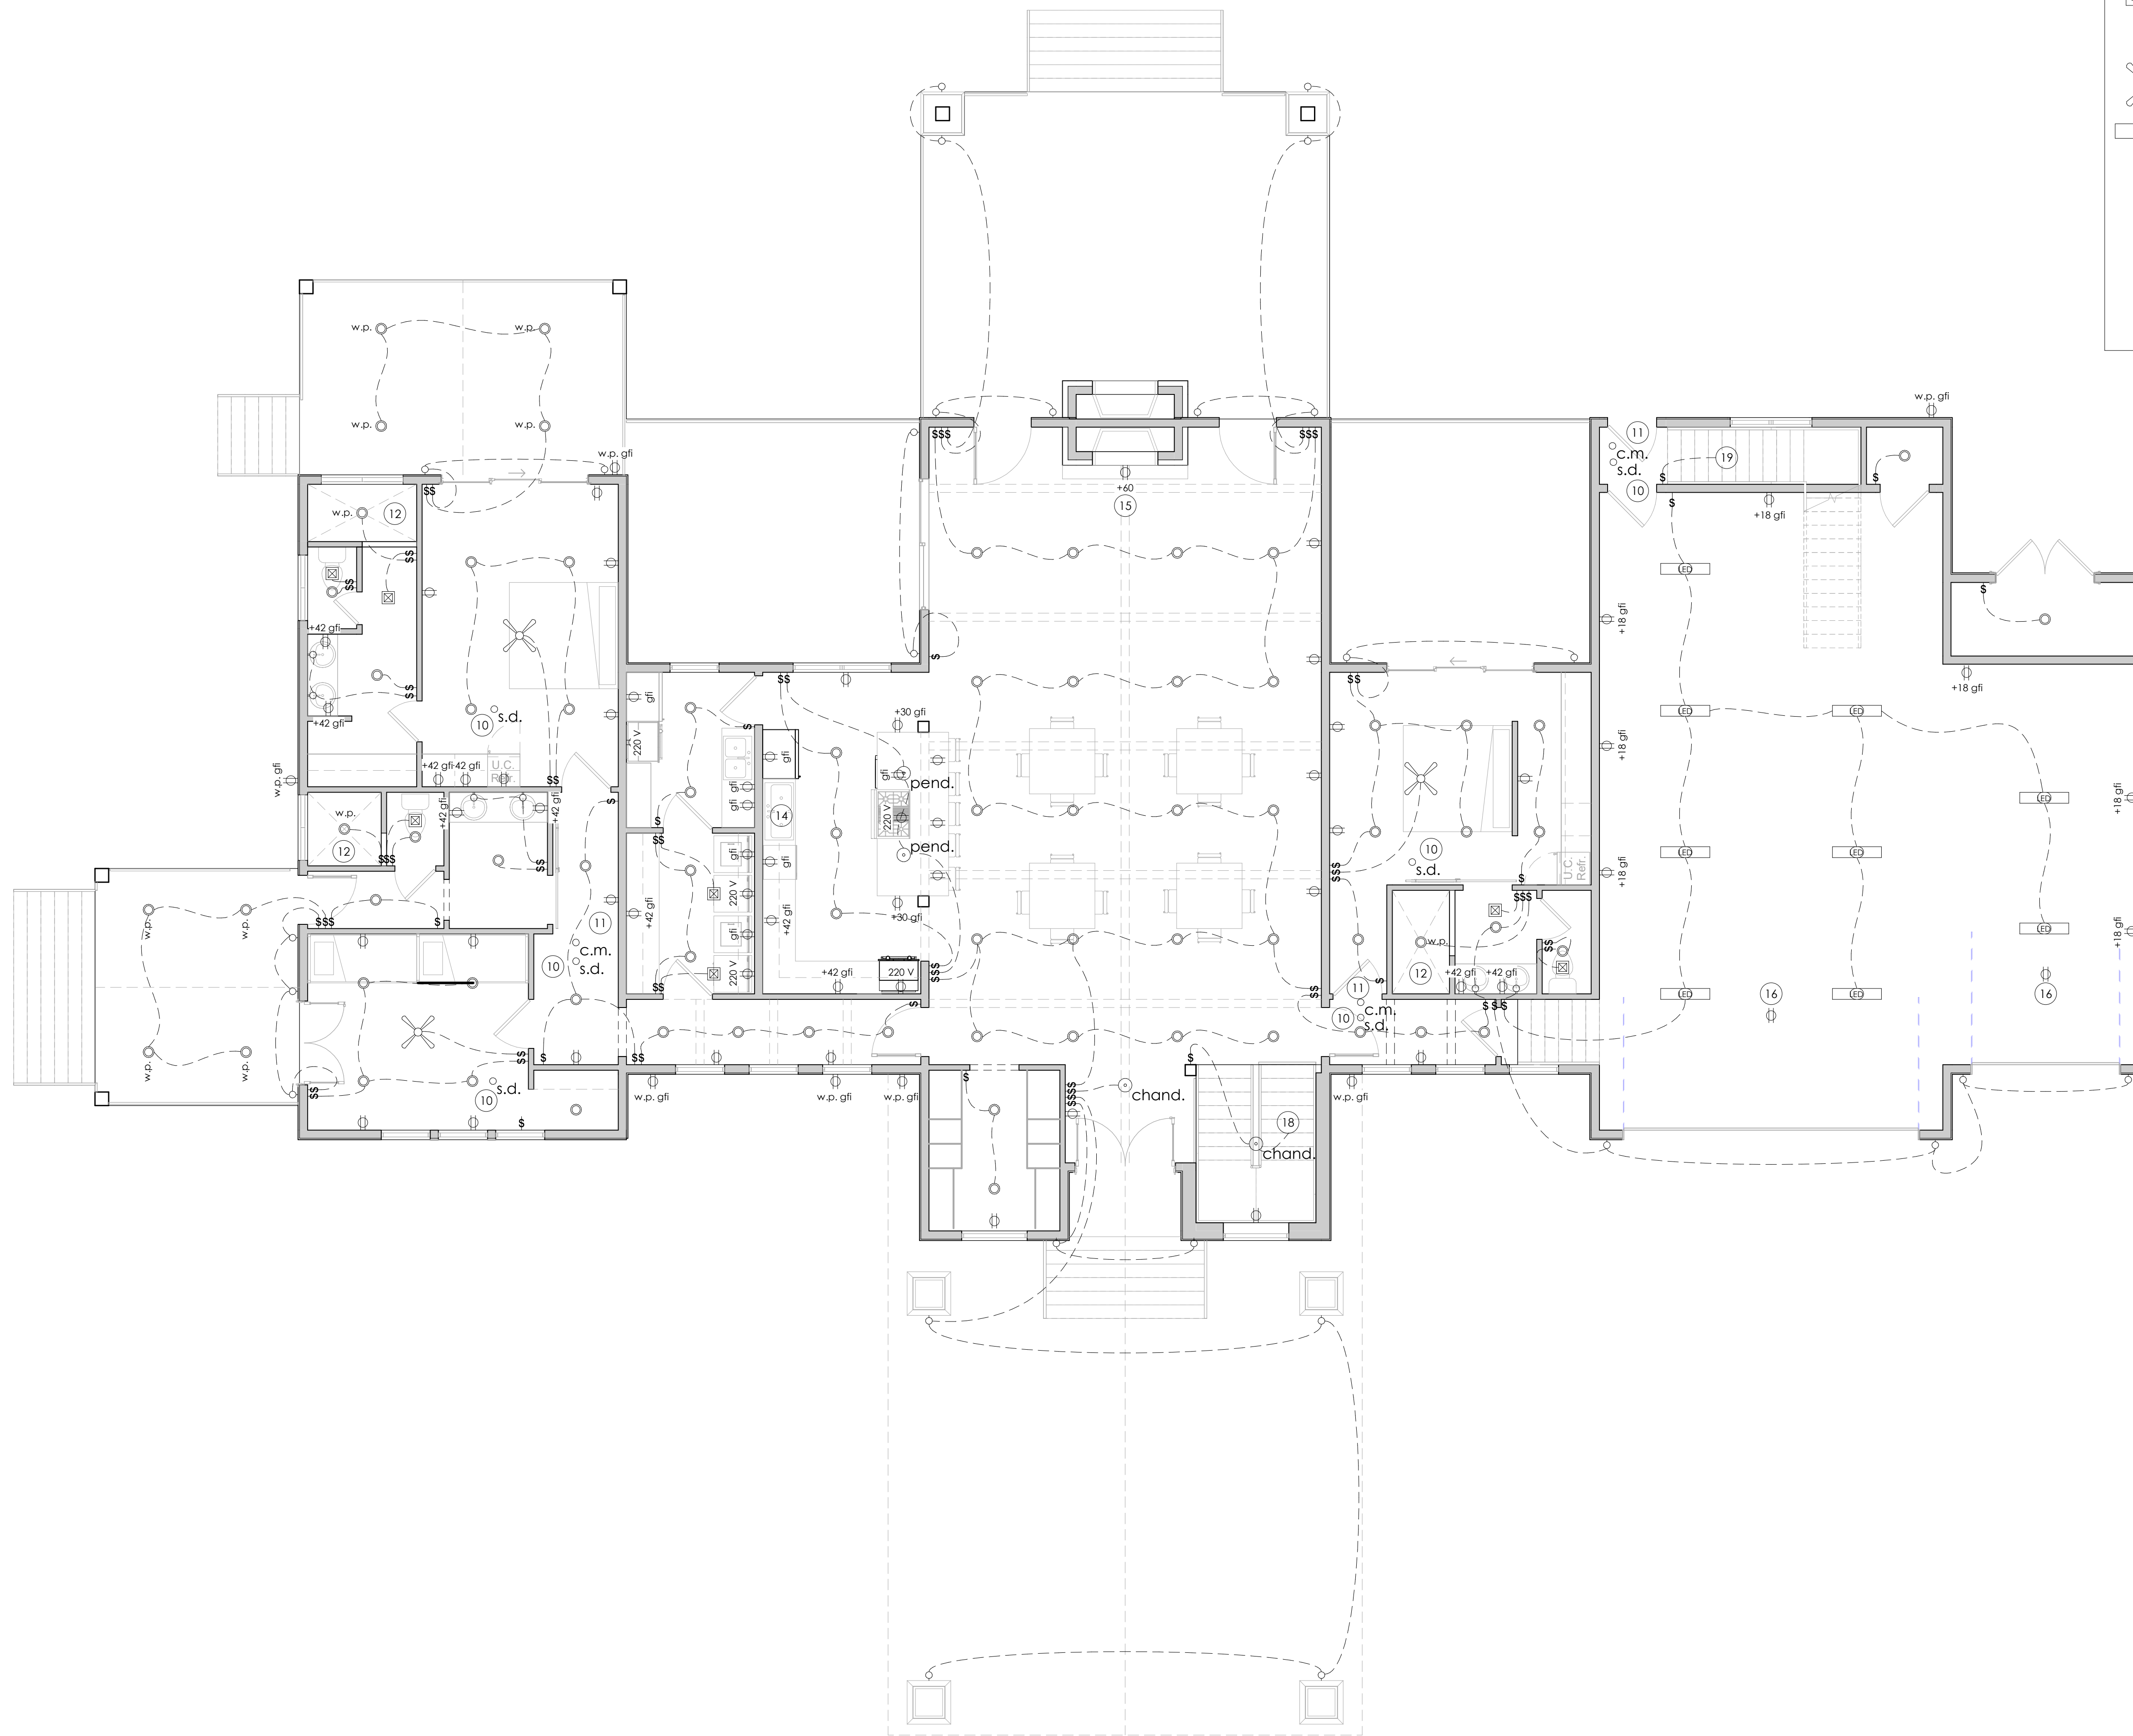 w.p. w.p.
w.p. w.p.
w.p. gfi
$$
w.p.
12
$$
$$
+42 gfi
$$
+42 gfi
10
s.d.
+42 gfi
42 gfi
U.C.
Refr.
$$
w.p. gfi
w.p.
12
$$$
+42 gfi
+42 gfi
$$
$
11
c.m.
s.d.
10
w.p.
w.p.
w.p.
w.p.
$$$
$
$$
$$
10
s.d.
$
$
$$
gfi
220 V
$
gfi
gfi
$
$$
gfi
220 V
+42 gfi
gfi
220 V
$$
$$
gfi
14
gfi
+42 gfi
+42 gfi
220 V
+30 gfi
gfi
pend.
220 V
pend.
+30 gfi
$$$
$
w.p. gfi
w.p. gfi
w.p. gfi
$$$
$$$
+60
15
$
$
$$$$
chand.
$
18
chand.
w.p. gfi
$$
$$$
10
s.d.
U.C.
Refr.
$
$$$
w.p.
12
+42 gfi
+42 gfi
$$
$
$$
11
c.m.
10
s.d.
$ $ $
11
c.m.
s.d.
10
$
19
$
$
w.p. gfi
+18 gfi
$
+18 gfi
LED
+18 gfi
+18 gfi
+18 gfi
LED
LED
LED
LED
LED
LED
LED
LED
+18 gfi
+18 gfi
16
16